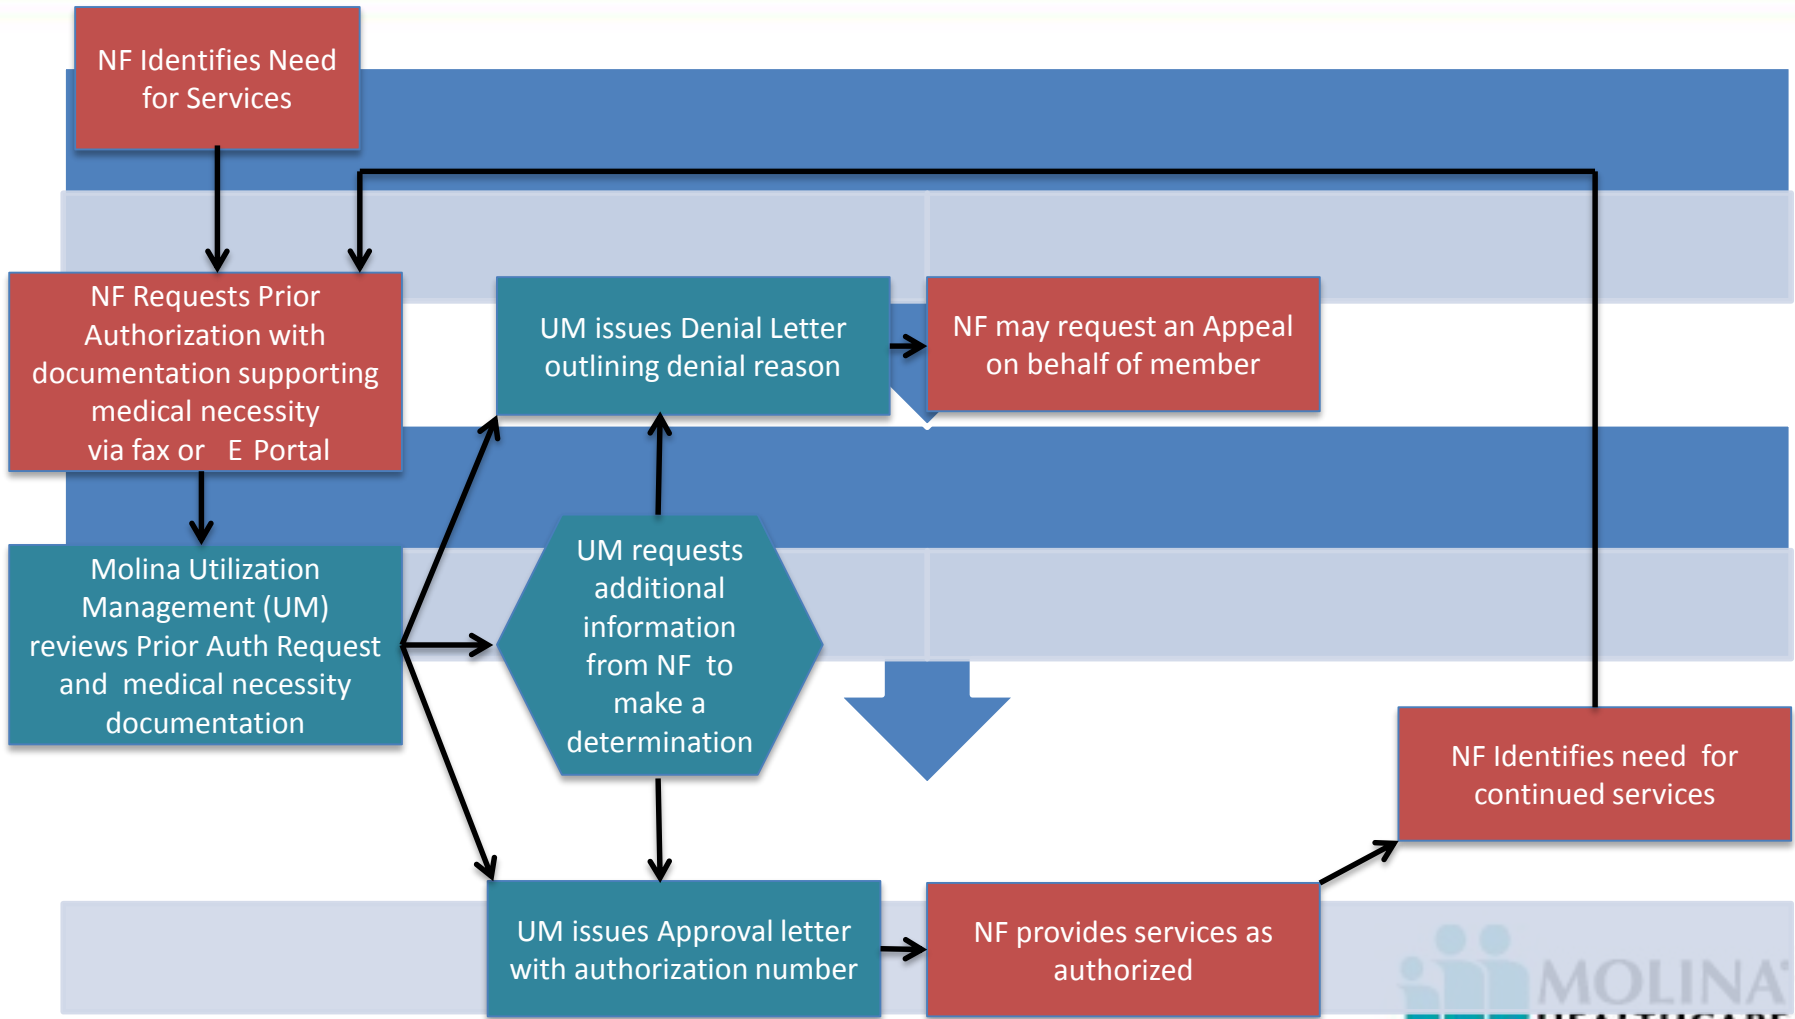 NF Identifies Need
for Services
NF Requests Prior
Authorization with
documentation supporting
medical necessity
via fax or E Portal
UM issues Denial Letter
outlining denial reason
NF may request an Appeal
on behalf of member
Molina Utilization
Management (UM)
reviews Prior Auth Request
and medical necessity
documentation
UM requests
additional
information
from NF to
make a
determination
NF Identifies need for
continued services
UM issues Approval letter
with authorization number
NF provides services as
authorized
MOLINA
HEALTHCARE